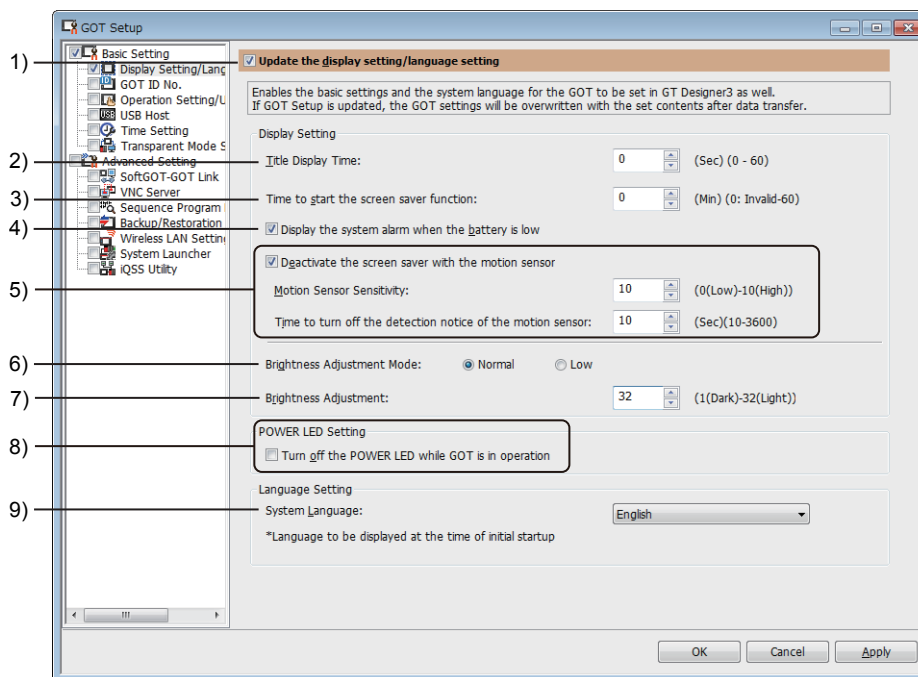 GOT Setup
1)
2)
3)
4)
5)
6)
7)
8)
9)
Basic Setting
Display Setting/Lang
GOT ID No.
Operation Setting/U
USB Host
Time Setting
Transparent Mode S
Advanced Setting
SoftGOT-GOT Link
VNC Server
Sequence Program
Backup/Restoration
Wireless LAN Settin
System Launcher
iQSS Utility
Update the display setting/language setting
Enables the basic settings and the system language for the GOT to be set in GT Designer3 as well.
If GOT Setup is updated, the GOT settings will be overwritten with the set contents after data transfer.
Display Setting
Title Display Time: 0 (Sec) (0 - 60)
Time to start the screen saver function: 0 (Min) (0: Invalid-60)
Display the system alarm when the battery is low
Deactivate the screen saver with the motion sensor
Motion Sensor Sensitivity: 10 (0(Low)-10(High))
Time to turn off the detection notice of the motion sensor: 10 (Sec)(10-3600)
Brightness Adjustment Mode: Normal Low
Brightness Adjustment: 32 (1(Dark)-32(Light))
POWER LED Setting
Turn off the POWER LED while GOT is in operation
Language Setting
System Language: English
*Language to be displayed at the time of initial startup
OK Cancel Apply